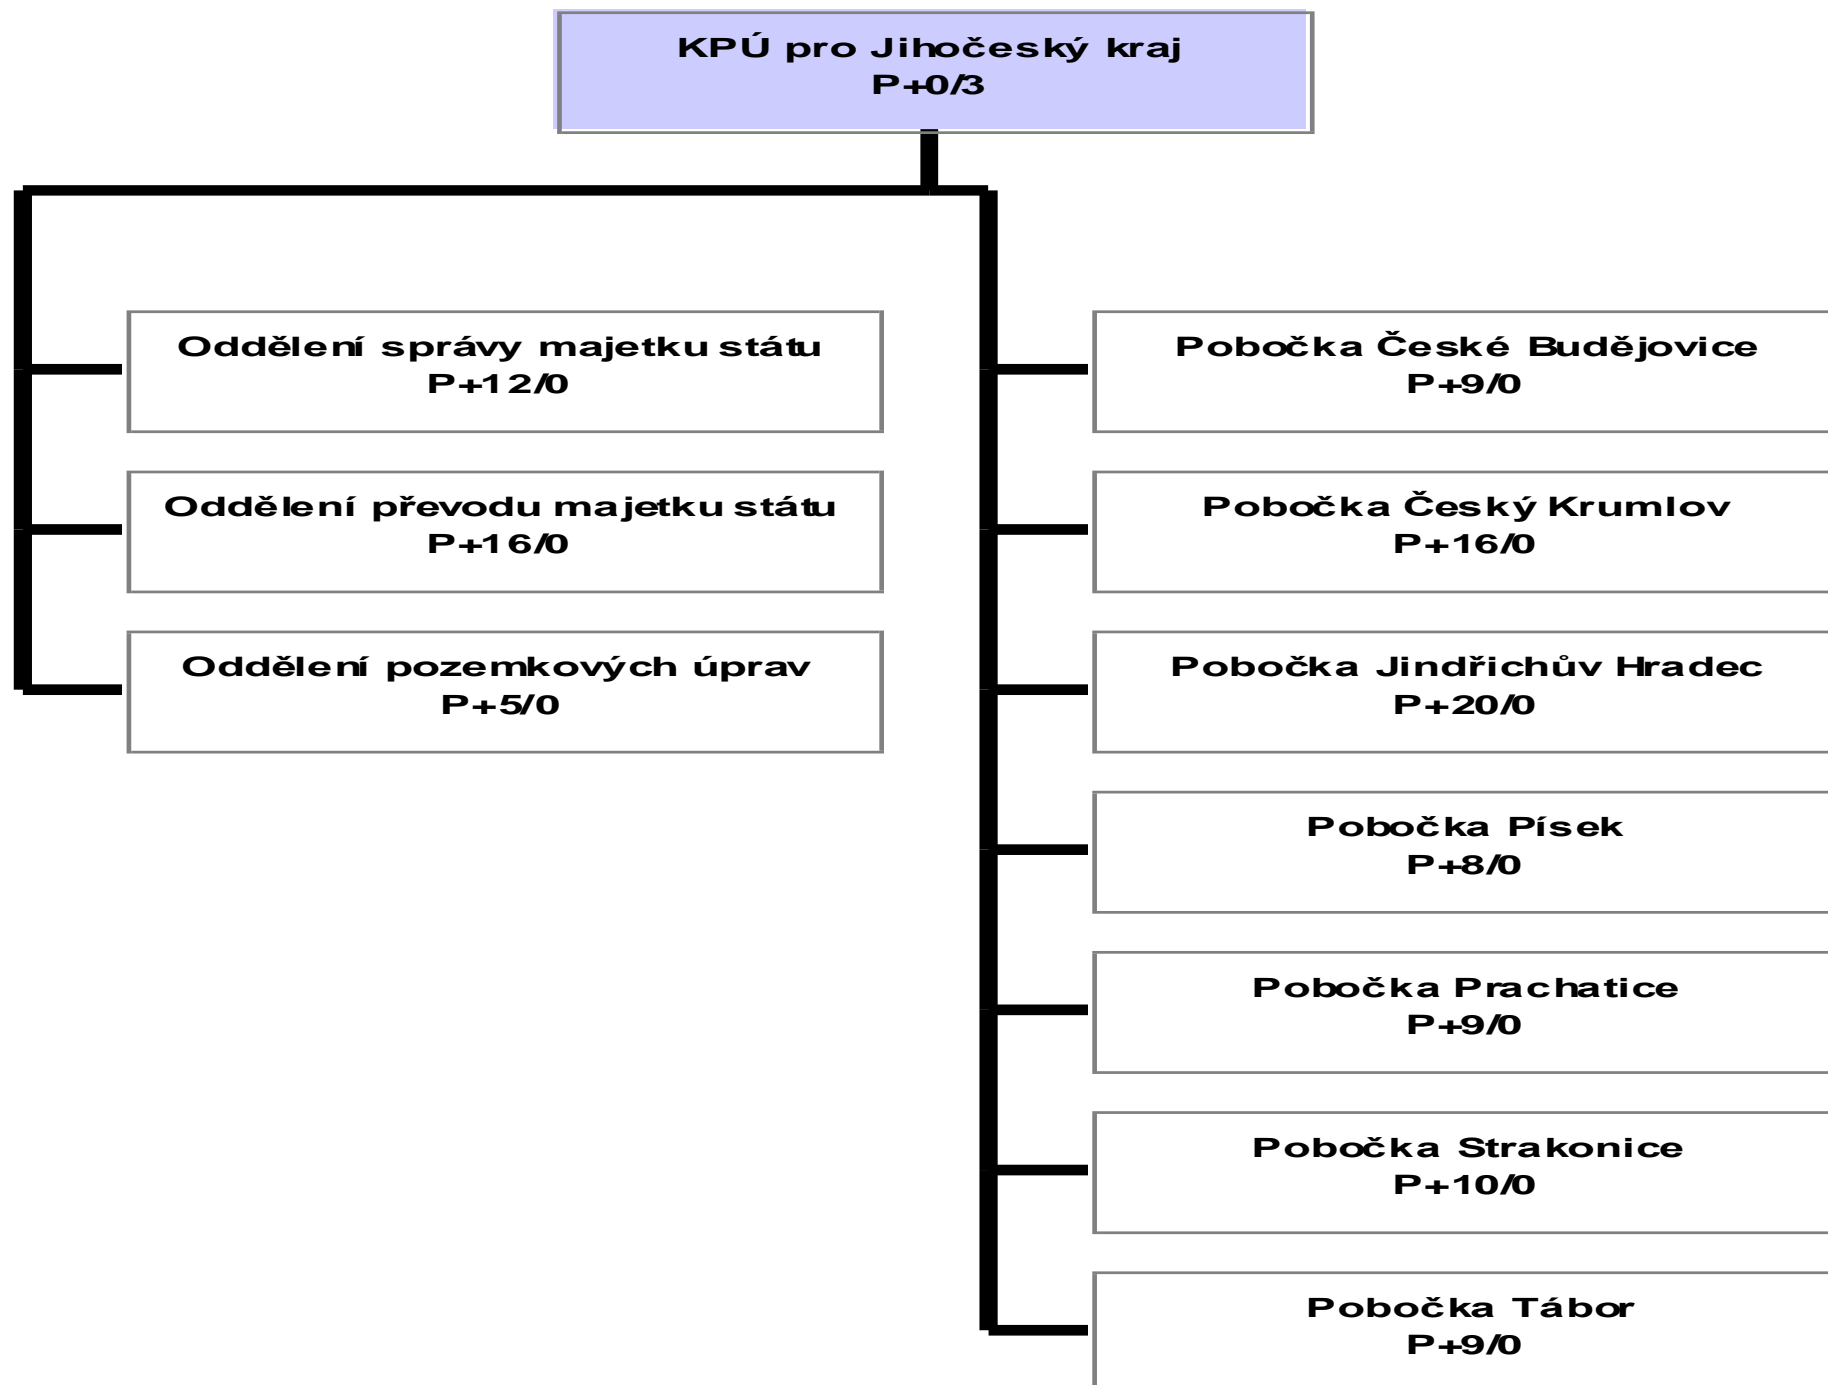 KPÚ pro Jihočeský kraj
P+0/3
Oddělení správy majetku státu
P+12/0
Oddělení převodu majetku státu
P+16/0
Oddělení pozemkových úprav
P+5/0
Pobočka České Budějovice
P+9/0
Pobočka Český Krumlov
P+16/0
Pobočka Jindřichův Hradec
P+20/0
Pobočka Písek
P+8/0
Pobočka Prachatice
P+9/0
Pobočka Strakonice
P+10/0
Pobočka Tábor
P+9/0